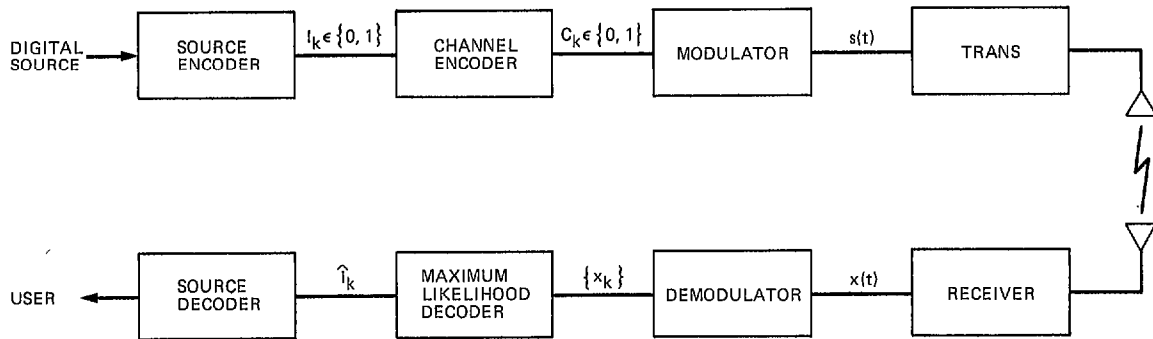 DIGITAL
SOURCE
SOURCE
ENCODER
I_k ϵ {0, 1}
CHANNEL
ENCODER
C_k ϵ {0, 1}
MODULATOR
s(t)
TRANS
USER
SOURCE
DECODER
Î_k
MAXIMUM
LIKELIHOOD
DECODER
{x_k}
DEMODULATOR
x(t)
RECEIVER